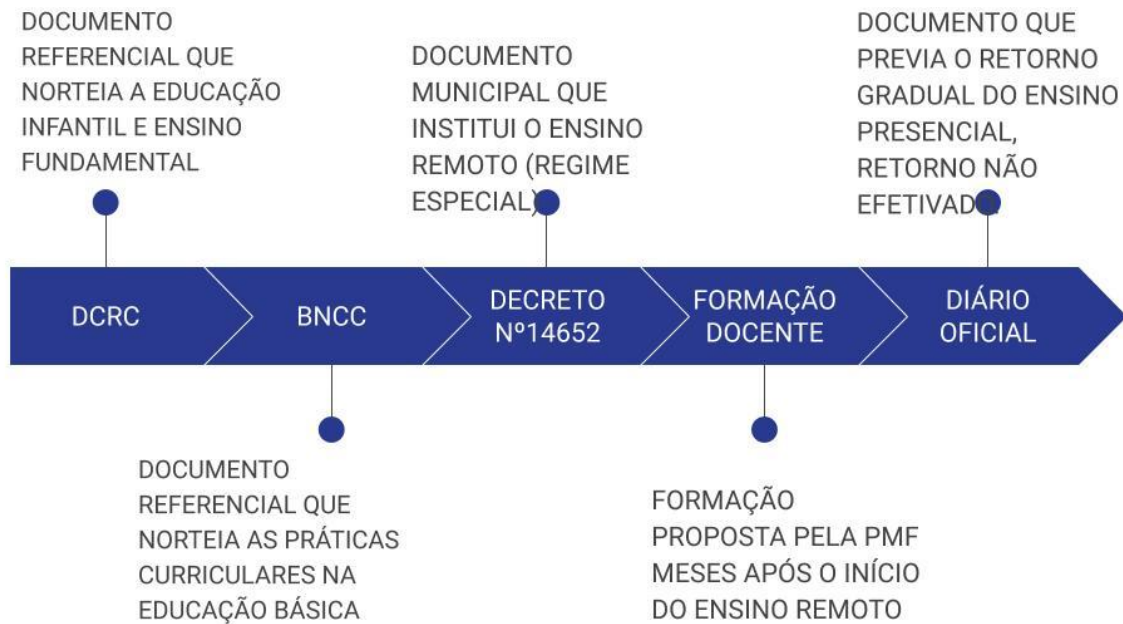 DOCUMENTO
REFERENCIAL QUE
NORTEIA A EDUCAÇÃO
INFANTIL E ENSINO
FUNDAMENTAL
DOCUMENTO
MUNICIPAL QUE
INSTITUI O ENSINO
REMOTO (REGIME
ESPECIAL)
DOCUMENTO QUE
PREVIA O RETORNO
GRADUAL DO ENSINO
PRESENCIAL,
RETORNO NÃO
EFETIVADO.
DCRC
BNCC
DECRETO
Nº14652
FORMAÇÃO
DOCENTE
DIÁRIO
OFICIAL
DOCUMENTO
REFERENCIAL QUE
NORTEIA AS PRÁTICAS
CURRICULARES NA
EDUCAÇÃO BÁSICA
FORMAÇÃO
PROPOSTA PELA PMF
MESES APÓS O INÍCIO
DO ENSINO REMOTO